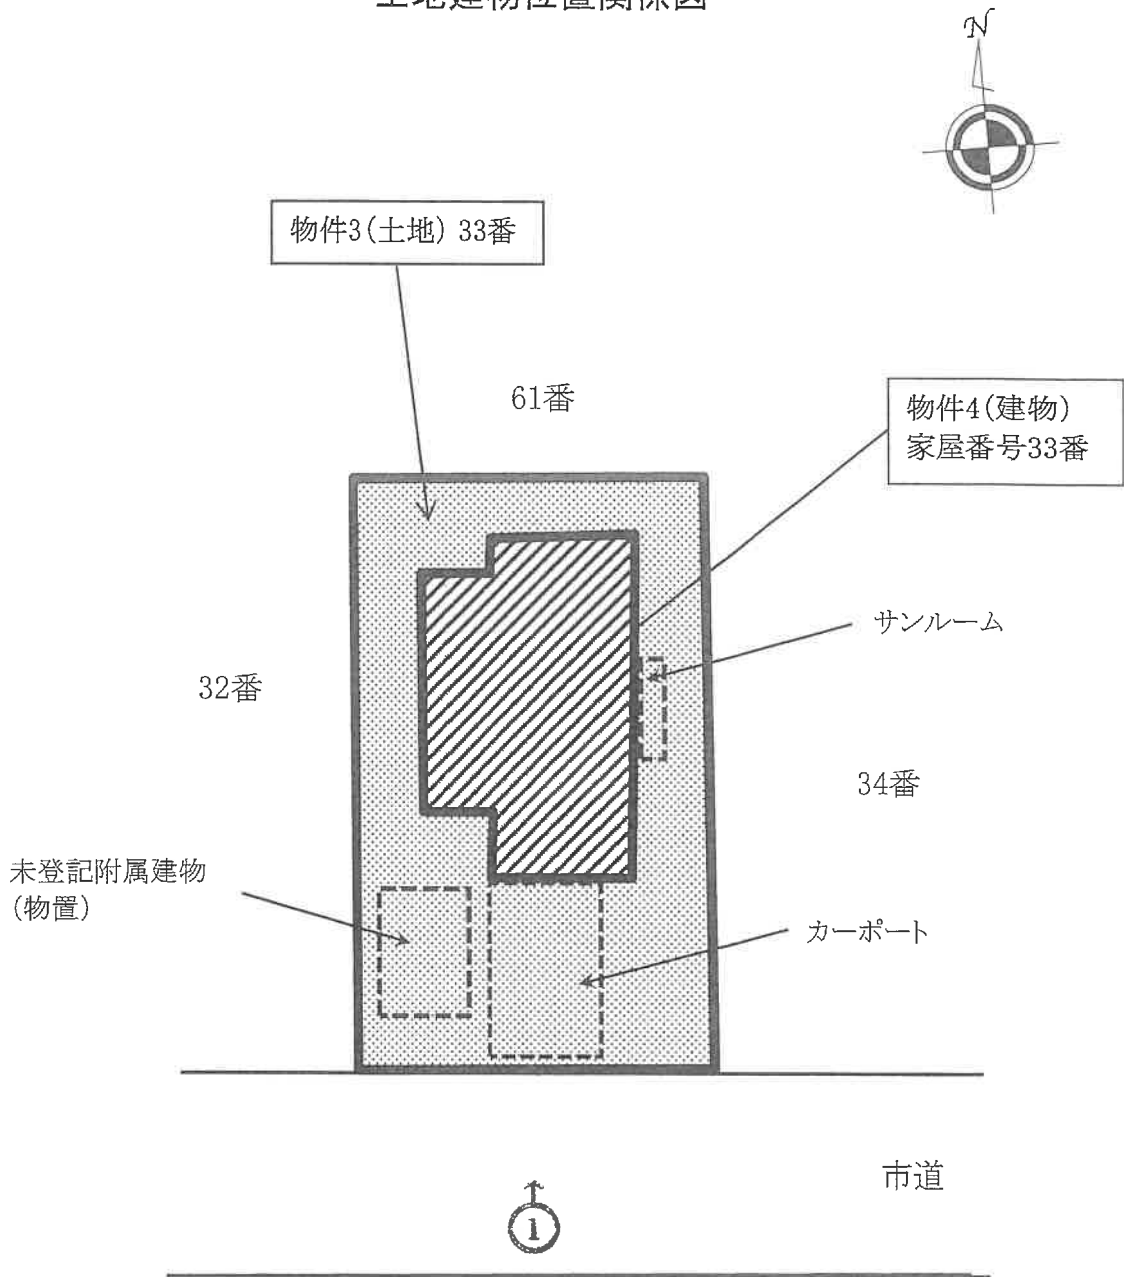 土地建物位置関係図
N
物件3(土地) 33番
61番
物件4(建物)
家屋番号33番
サンルーム
32番
34番
未登記附属建物
(物置)
カーポート
市道
1